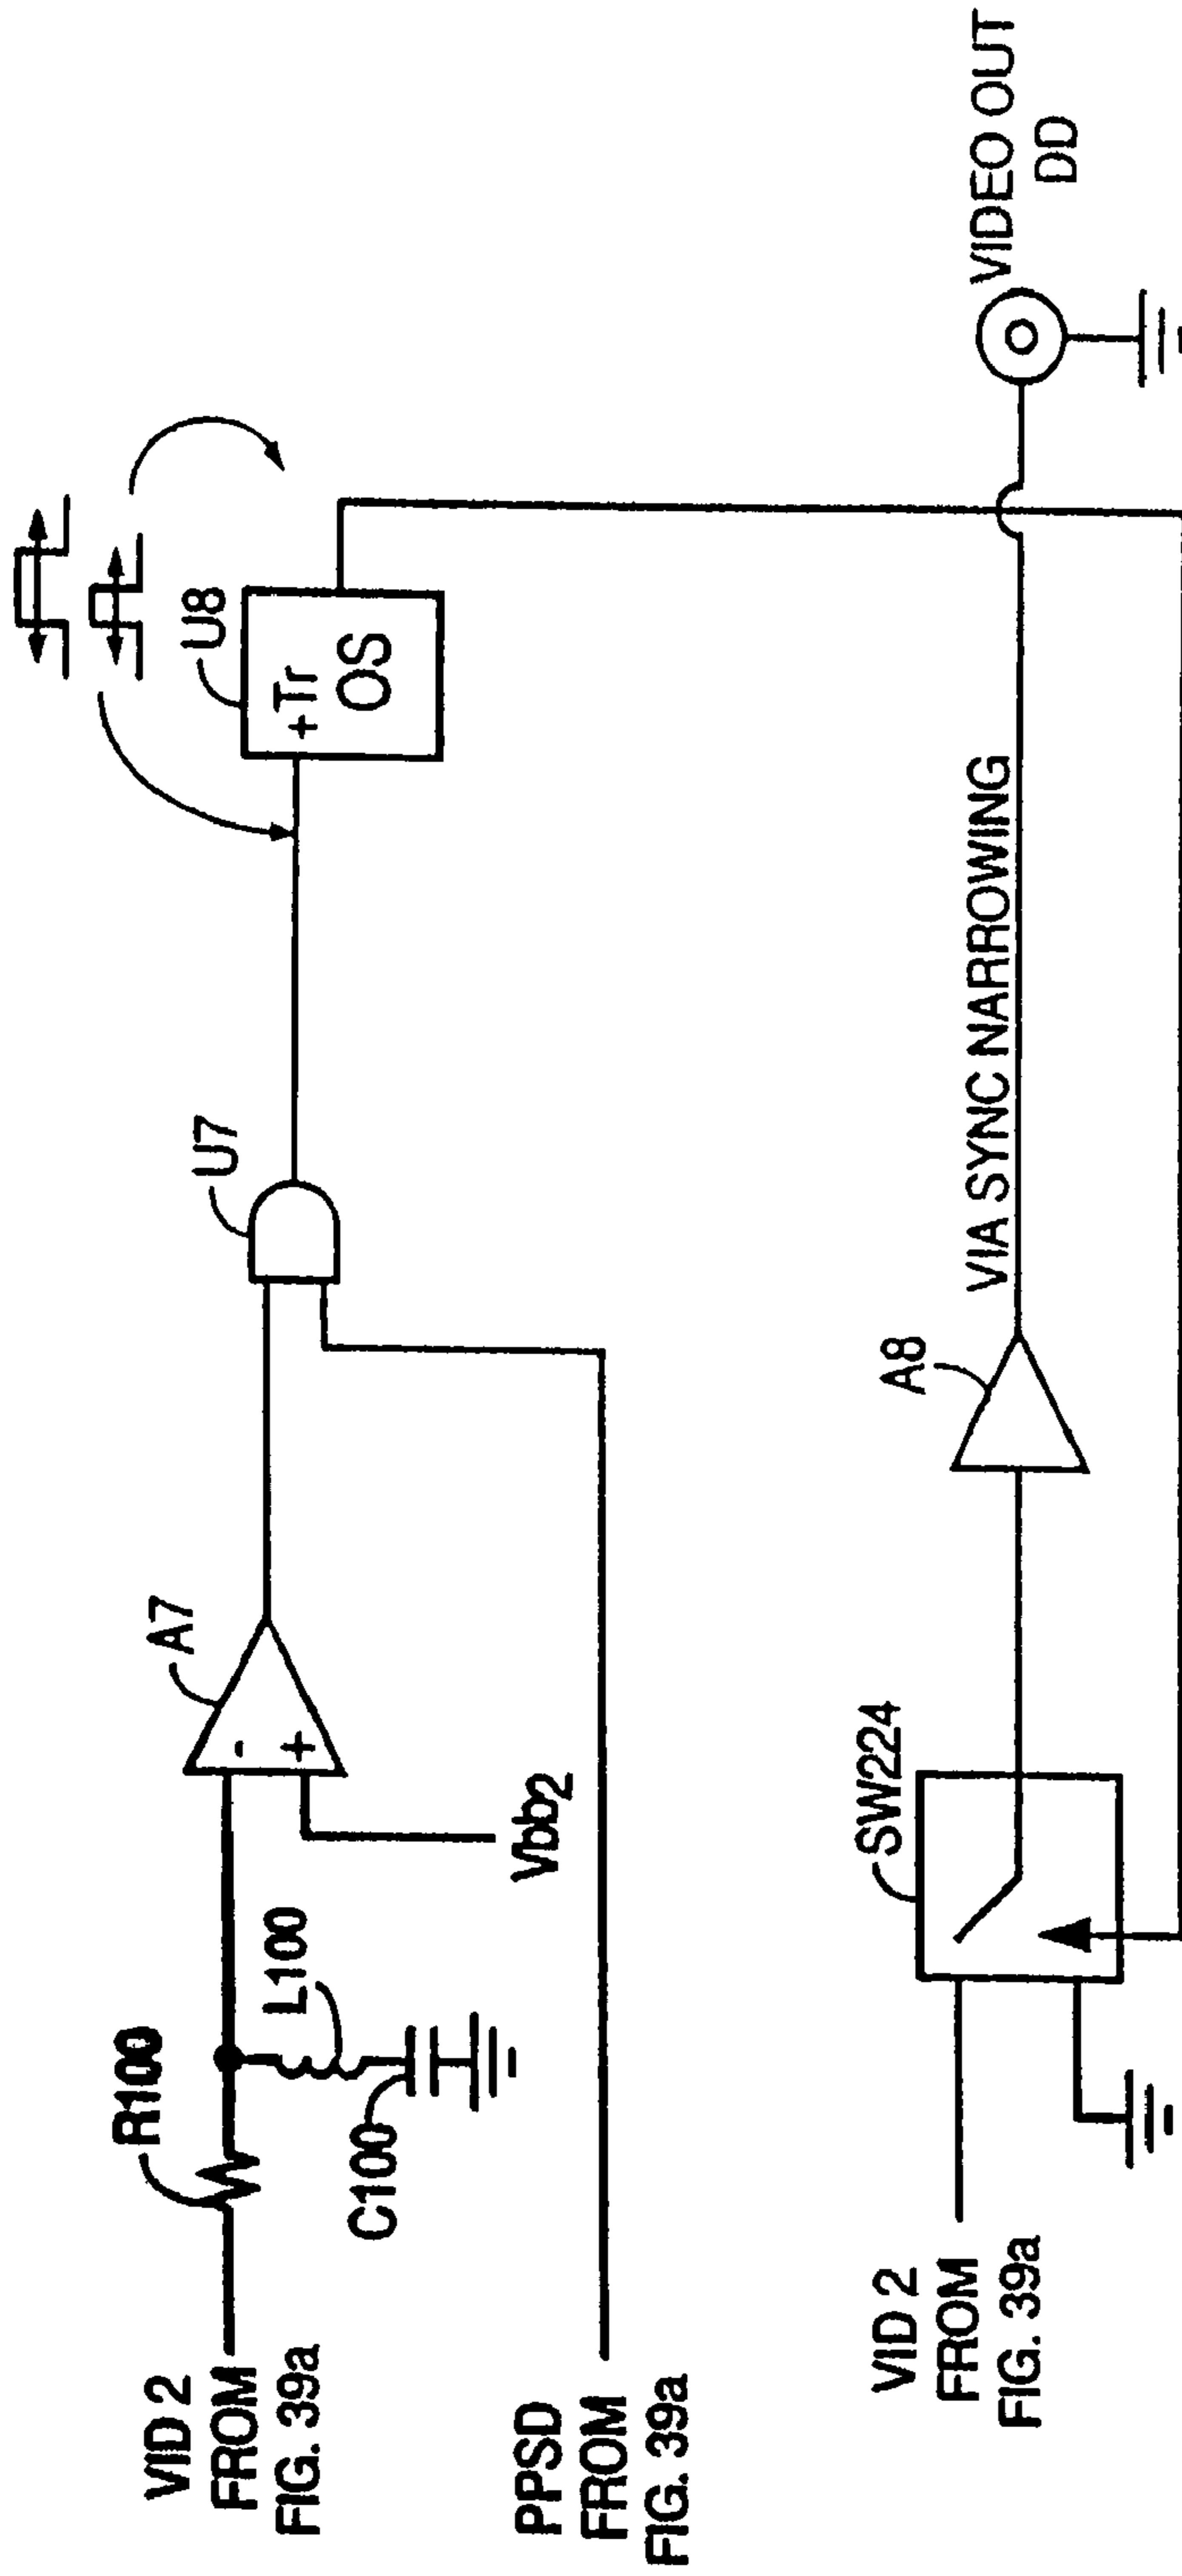 VID 2
FROM
FIG. 39a
R100
C100
L100
A7
-
+
Vbb2
U7
U8
+Tr
OS
PPSD
FROM
FIG. 39a
VID 2
FROM
FIG. 39a
SW224
A8
VIA SYNC NARROWING
VIDEO OUT
DD